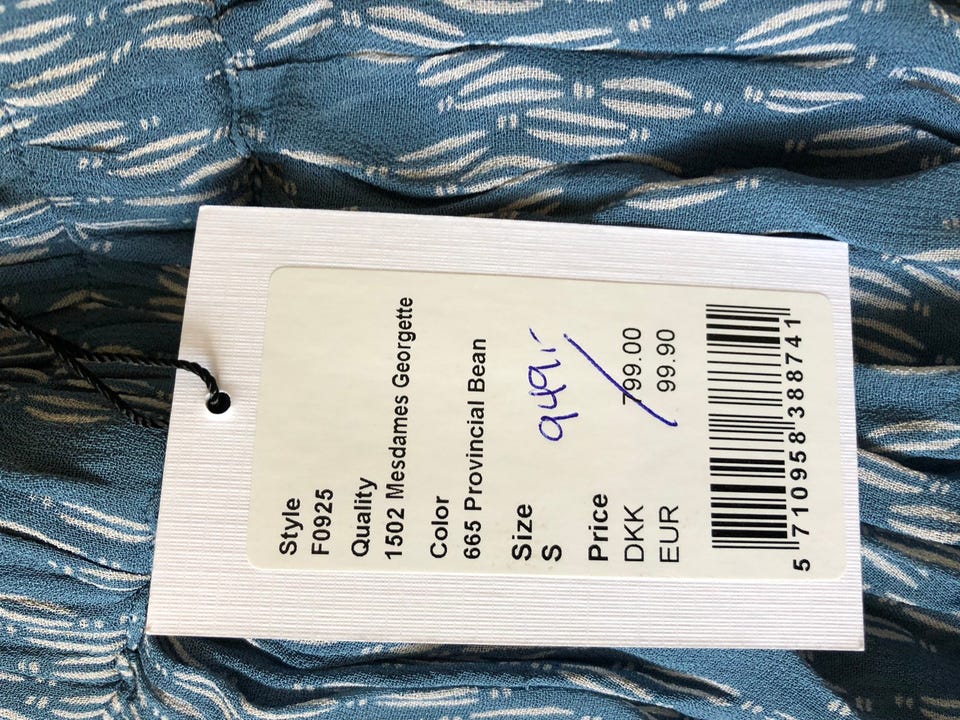 Style
F0925
Quality
1502 Mesdames Georgette
Color
665 Provincial Bean
Size
S
949,-
Price
DKK 799.00
EUR 99.90
5 710958 388741